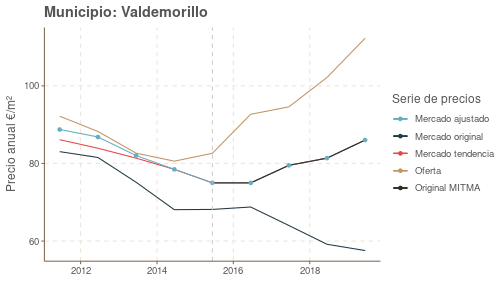 Municipio: Valdemorillo
Precio anual €/m²
100
80
60
2012
2014
2016
2018
Serie de precios
Mercado ajustado
Mercado original
Mercado tendencia
Oferta
Original MITMA